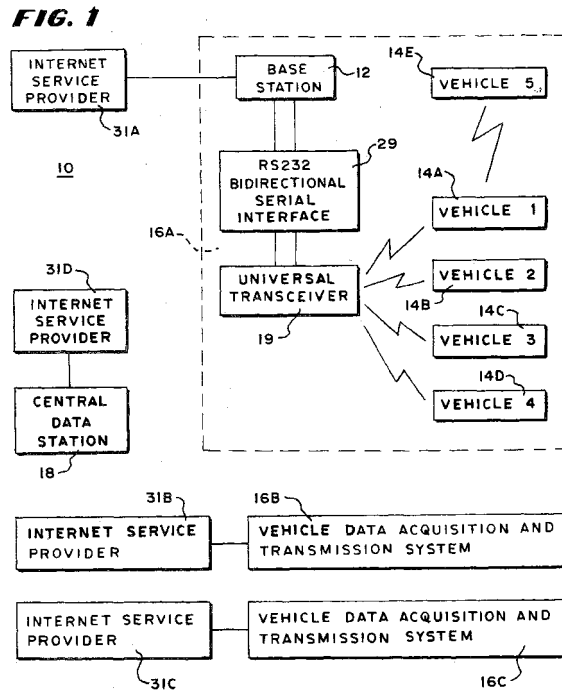 FIG. 1
INTERNET
SERVICE
PROVIDER
31A
BASE
STATION
12
14E
VEHICLE 5
10
RS232
BIDIRECTIONAL
SERIAL
INTERFACE
29
16A
14A
VEHICLE 1
UNIVERSAL
TRANSCEIVER
19
VEHICLE 2
14B
14C
VEHICLE 3
14D
VEHICLE 4
31D
INTERNET
SERVICE
PROVIDER
CENTRAL
DATA
STATION
18
31B
INTERNET SERVICE
PROVIDER
16B
VEHICLE DATA ACQUISITION AND
TRANSMISSION SYSTEM
INTERNET SERVICE
PROVIDER
31C
VEHICLE DATA ACQUISITION AND
TRANSMISSION SYSTEM
16C